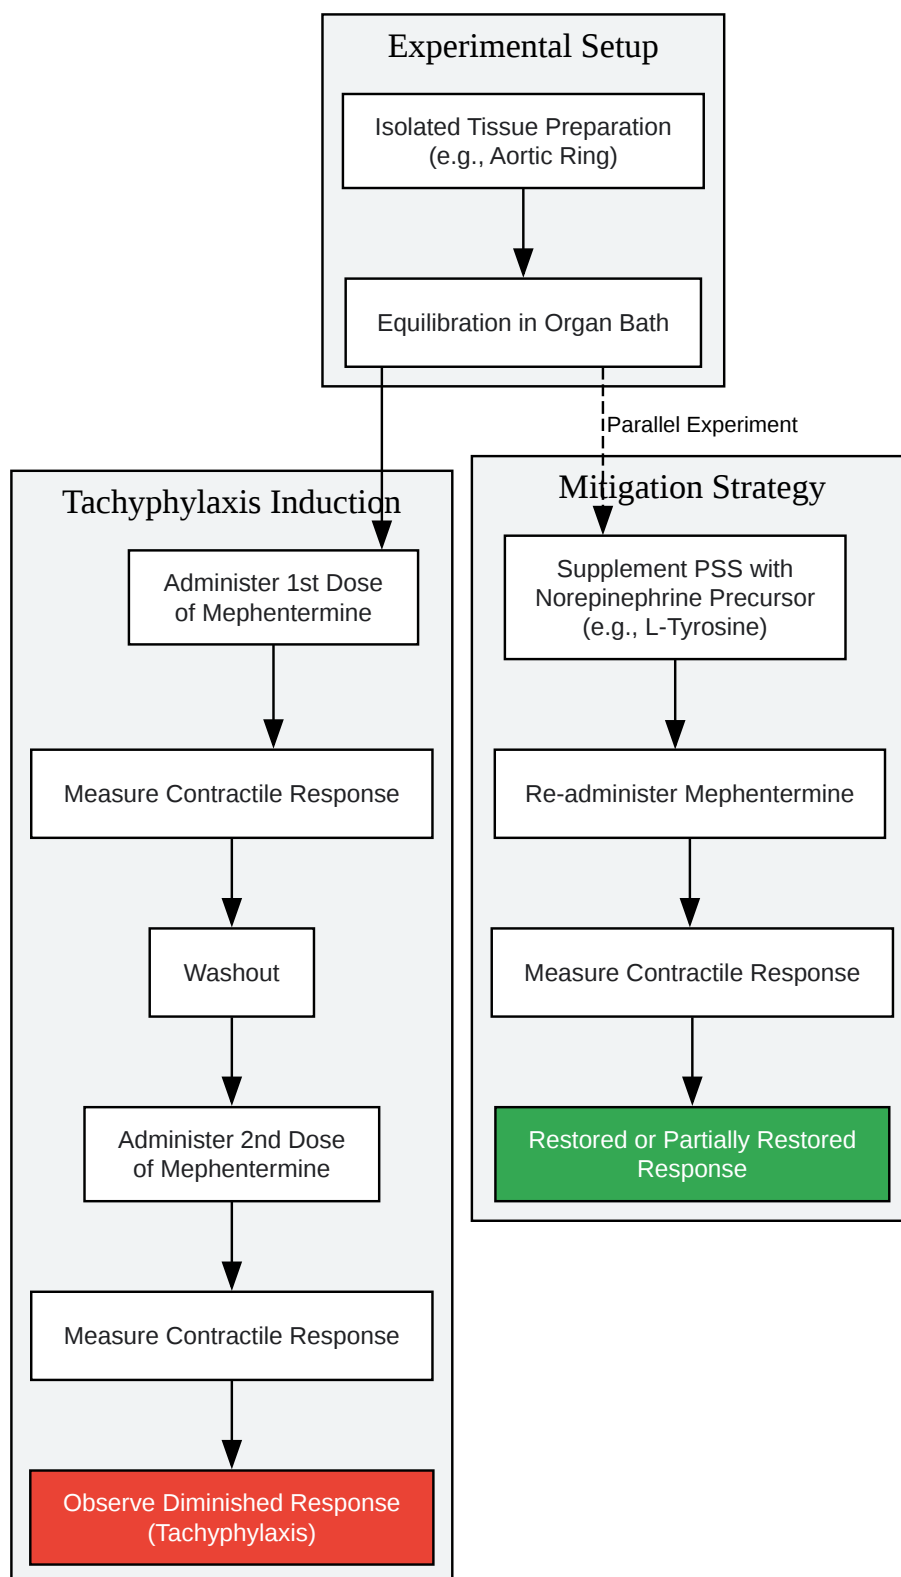 Experimental Setup
Isolated Tissue Preparation
(e.g., Aortic Ring)
Equilibration in Organ Bath
Parallel Experiment
Tachyphylaxis Induction
Administer 1st Dose
of Mephentermine
Measure Contractile Response
Washout
Administer 2nd Dose
of Mephentermine
Measure Contractile Response
Observe Diminished Response
(Tachyphylaxis)
Mitigation Strategy
Supplement PSS with
Norepinephrine Precursor
(e.g., L-Tyrosine)
Re-administer Mephentermine
Measure Contractile Response
Restored or Partially Restored
Response